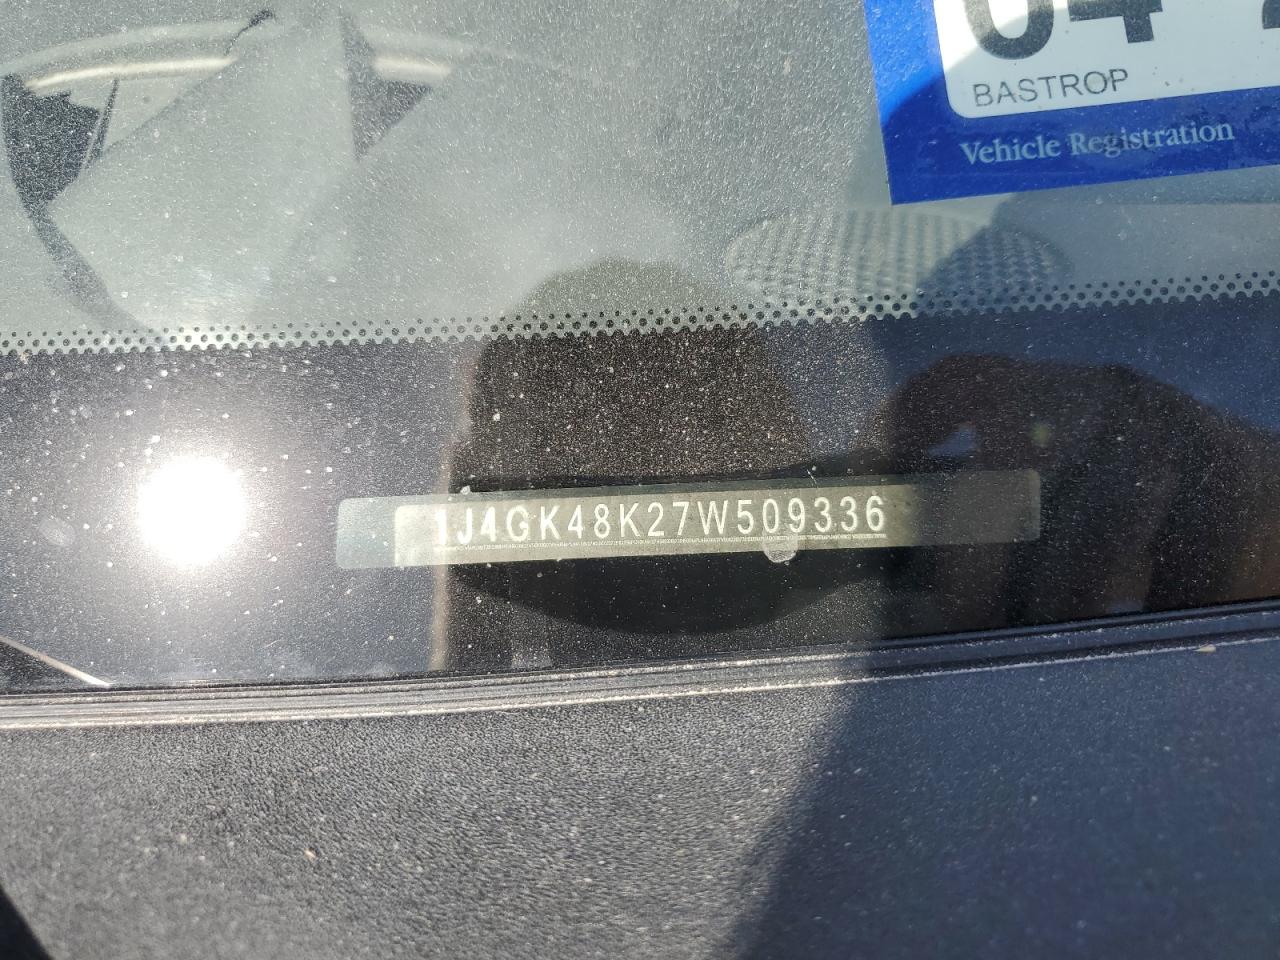 04
BASTROP
Vehicle Registration
1J4GK48K27W509336